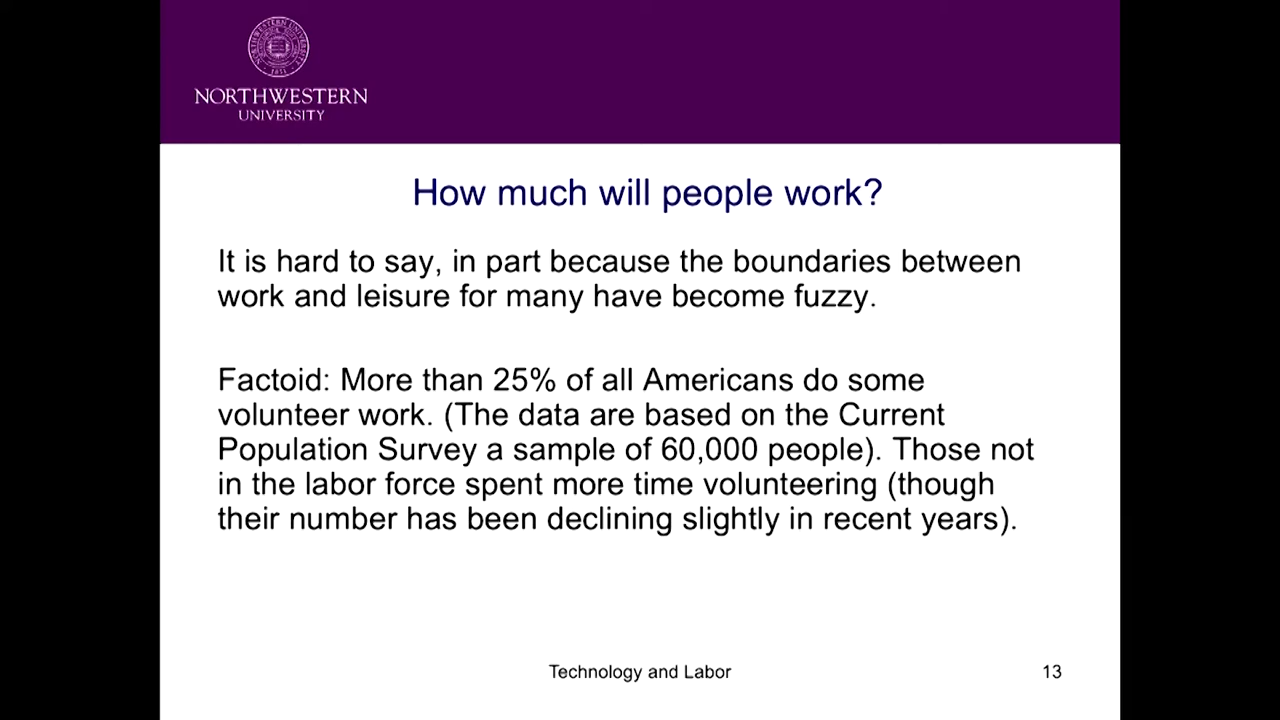 NORTHWESTERN
UNIVERSITY
How much will people work?
It is hard to say, in part because the boundaries between
work and leisure for many have become fuzzy.
Factoid: More than 25% of all Americans do some
volunteer work. (The data are based on the Current
Population Survey a sample of 60,000 people). Those not
in the labor force spent more time volunteering (though
their number has been declining slightly in recent years).
Technology and Labor
13